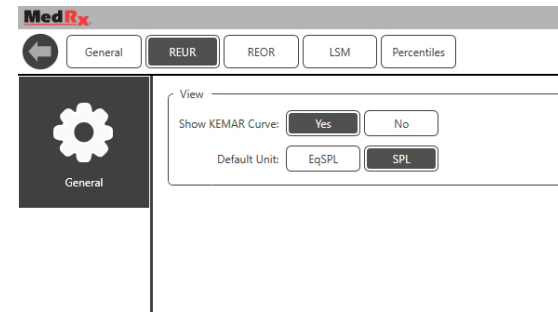 MedRx
General REUR REOR LSM Percentiles
View
Show KEMAR Curve: Yes No
Default Unit: EqSPL SPL
General